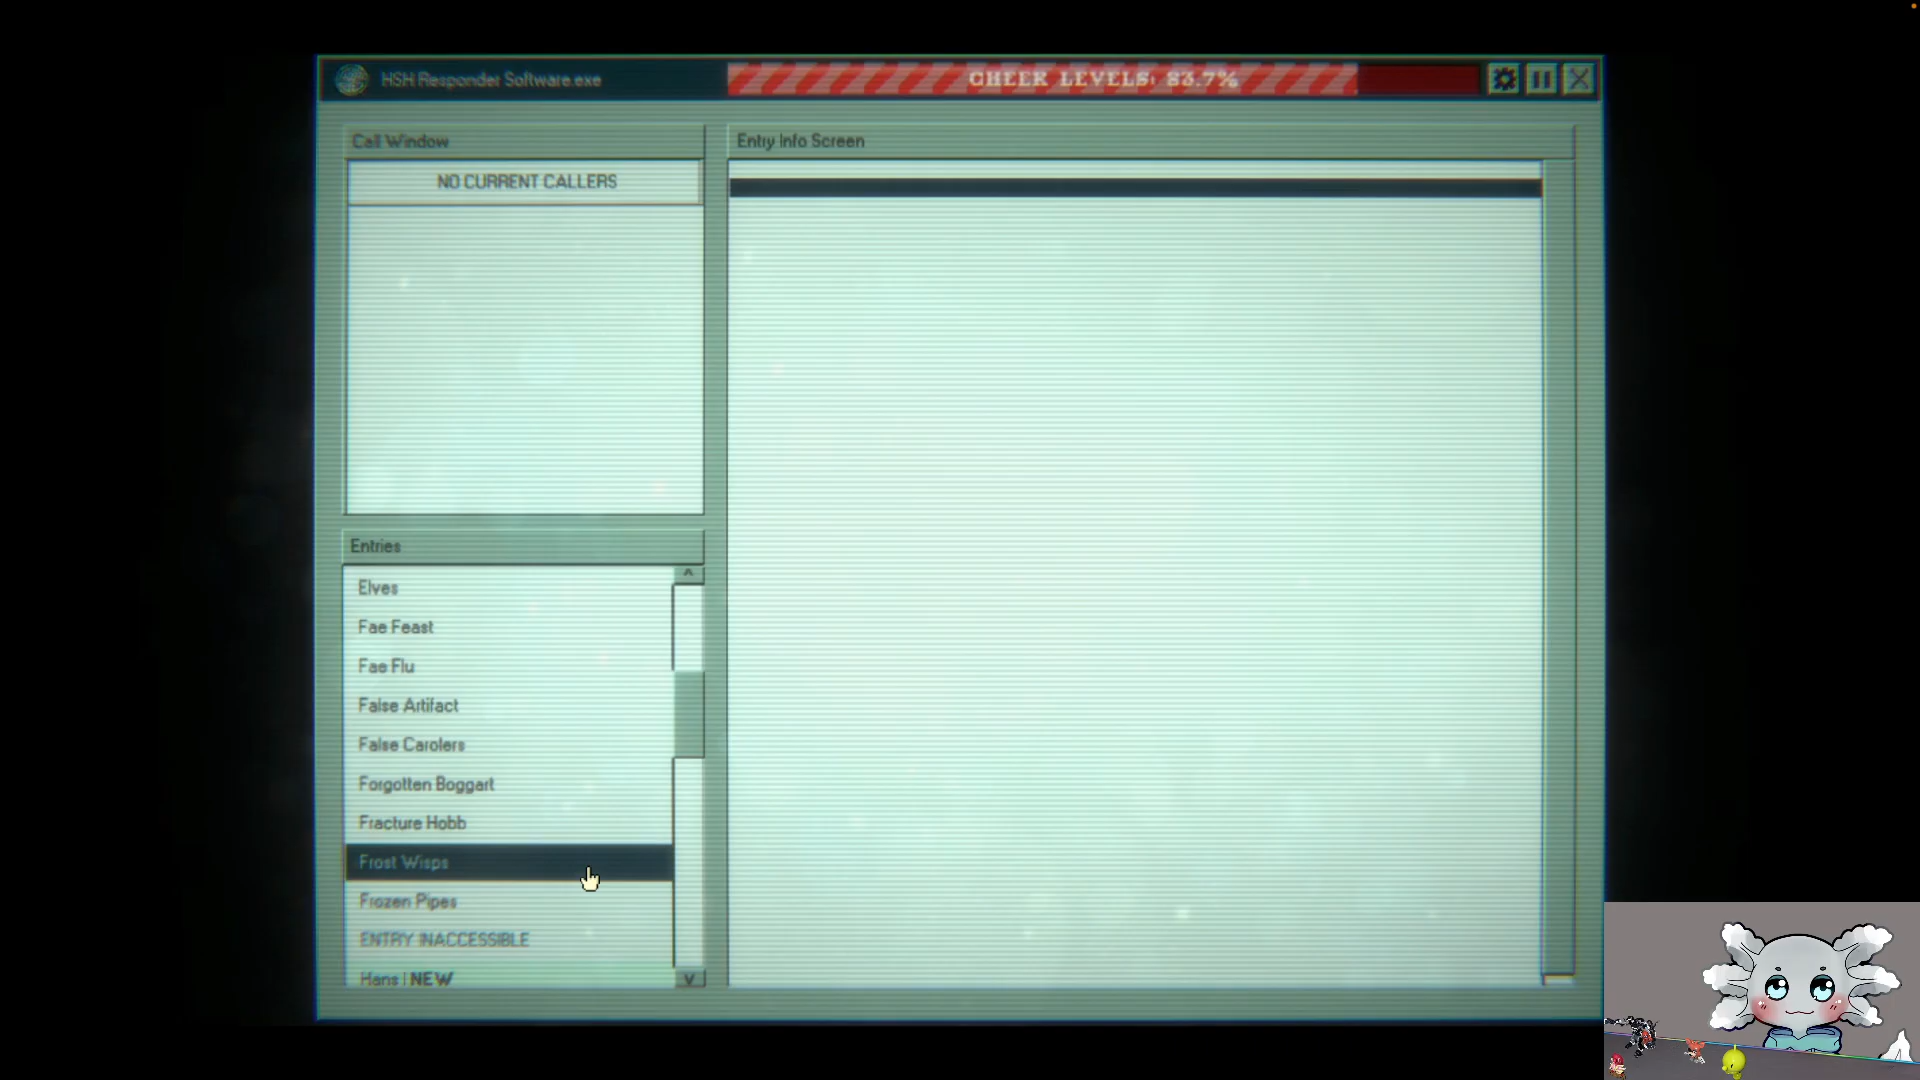 HSH Responder Software.exe
CHEER LEVELS: 83.7%
Call Window
NO CURRENT CALLERS
Entry Info Screen
Entries
Elves
Fae Feast
Fae Flu
False Artifact
False Carolers
Forgotten Boggart
Fracture Hobb
Frost Wisps
Frozen Pipes
ENTRY INACCESSIBLE
Hans | NEW